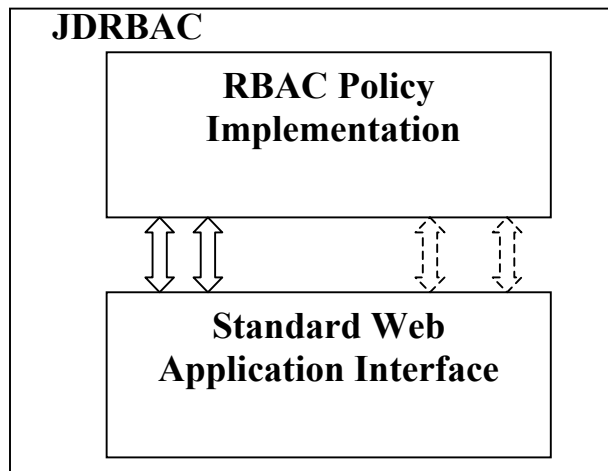 JDRBAC
RBAC Policy
Implementation
Standard Web
Application Interface